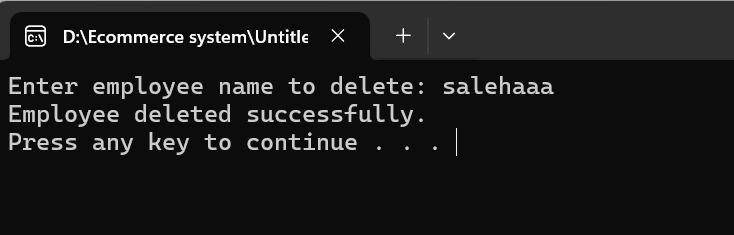 D:\Ecommerce system\Untitle
Enter employee name to delete: salehaaa
Employee deleted successfully.
Press any key to continue . . .